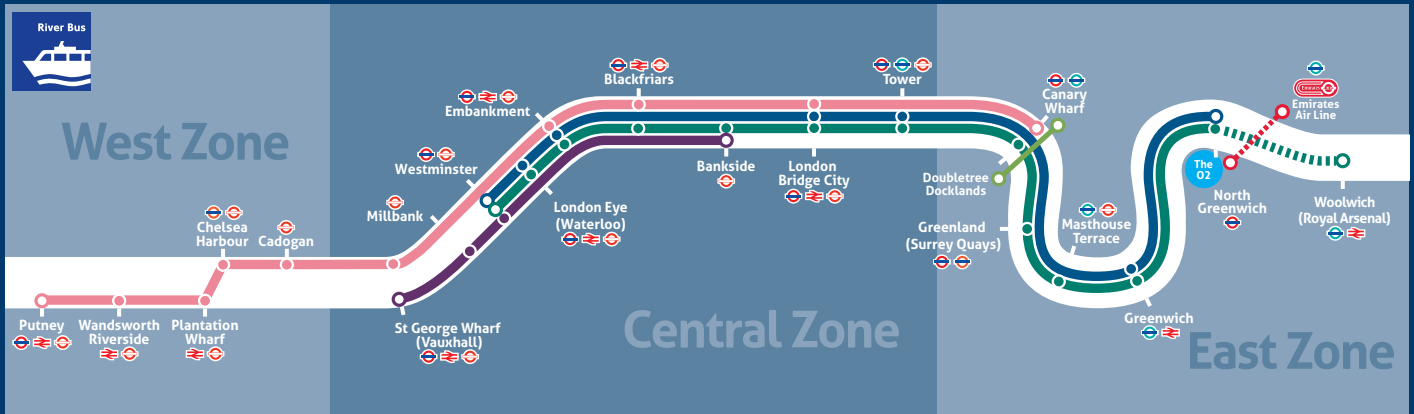 River Bus
West Zone
Central Zone
East Zone
Putney
Wandsworth
Riverside
Plantation
Wharf
Chelsea
Harbour
Cadogan
Millbank
Westminster
Embankment
St George Wharf
(Vauxhall)
London Eye
(Waterloo)
Blackfriars
Bankside
London
Bridge City
Tower
Canary
Wharf
Doubletree
Docklands
Greenland
(Surrey Quays)
Masthouse
Terrace
Greenwich
The
O2
North
Greenwich
Emirates
Emirates
Air Line
Woolwich
(Royal Arsenal)